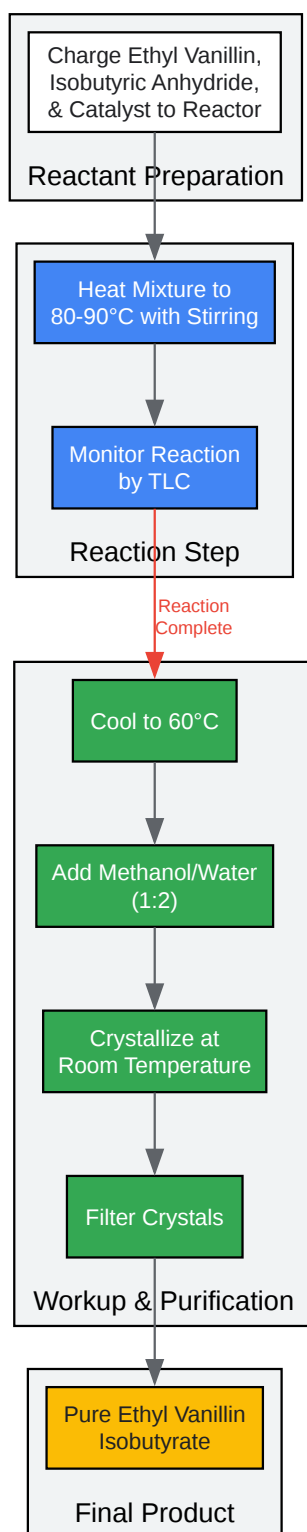 Charge Ethyl Vanillin,
Isobutyric Anhydride,
& Catalyst to Reactor
Reactant Preparation
Heat Mixture to
80-90°C with Stirring
Monitor Reaction
by TLC
Reaction Step
Reaction
Complete
Cool to 60°C
Add Methanol/Water
(1:2)
Crystallize at
Room Temperature
Filter Crystals
Workup & Purification
Pure Ethyl Vanillin
Isobutyrate
Final Product